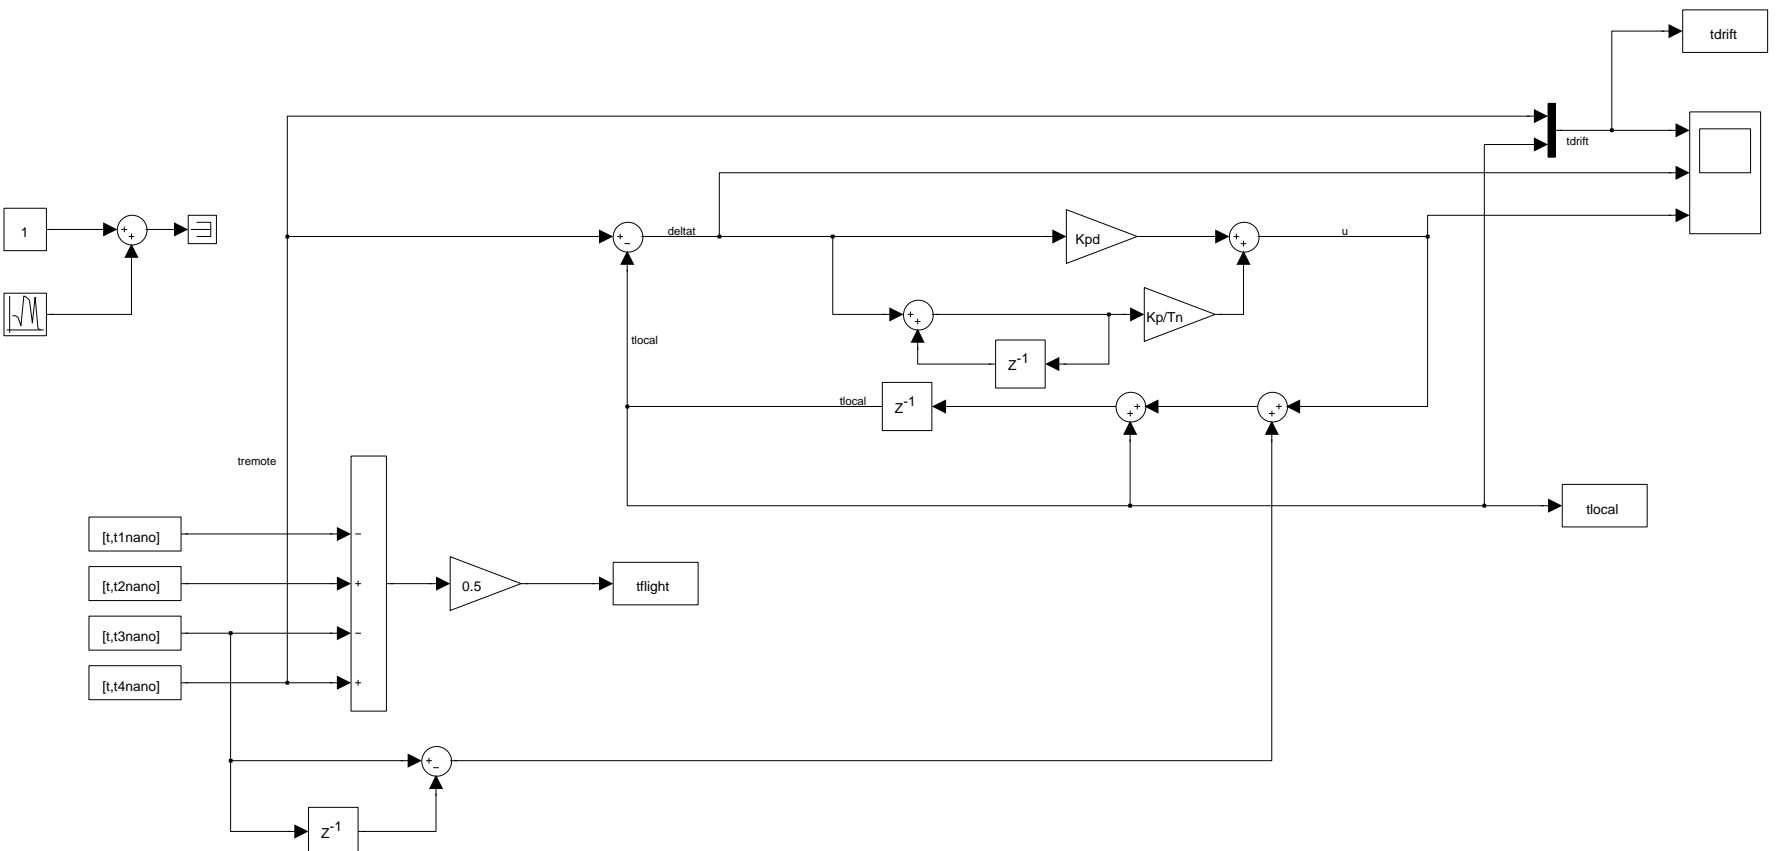 tdrift
tdrift
1
+
+
+
−
deltat
Kpd
+
+
u
+
+
Kp/Tn
tlocal
Z-1
tlocal
Z-1
+
+
+
+
tremote
tlocal
[t,t1nano]
−
[t,t2nano]
+
0.5
tflight
[t,t3nano]
−
[t,t4nano]
+
+
−
Z-1